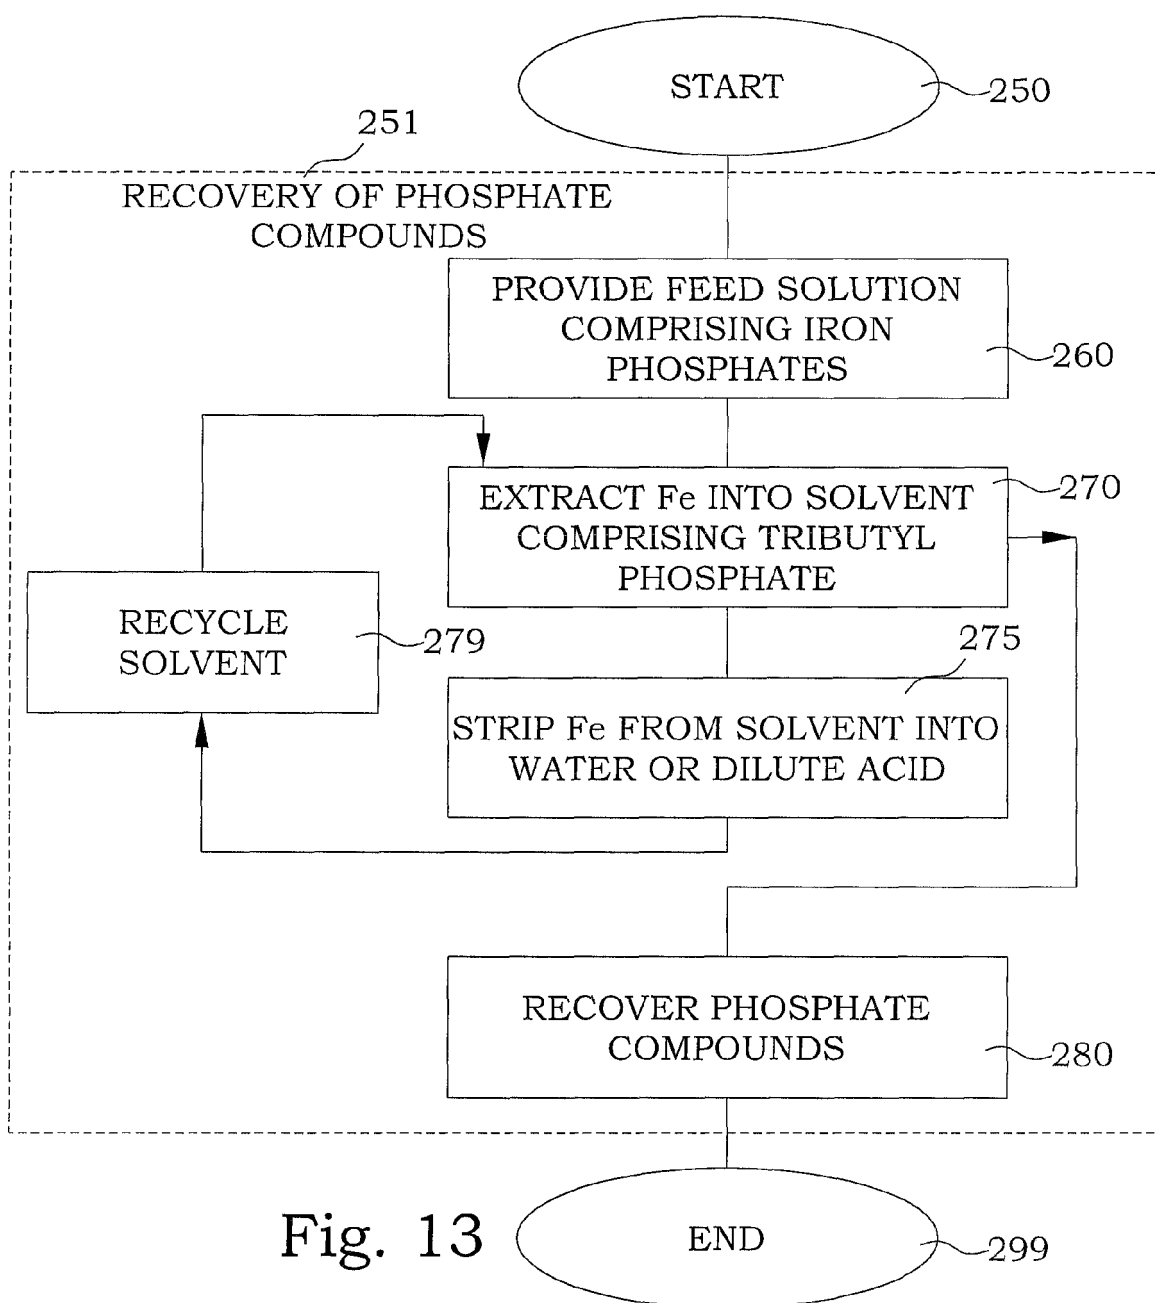 START
250
251
RECOVERY OF PHOSPHATE
COMPOUNDS
PROVIDE FEED SOLUTION
COMPRISING IRON
PHOSPHATES
260
EXTRACT Fe INTO SOLVENT
COMPRISING TRIBUTYL
PHOSPHATE
270
RECYCLE
SOLVENT
279
275
STRIP Fe FROM SOLVENT INTO
WATER OR DILUTE ACID
RECOVER PHOSPHATE
COMPOUNDS
280
Fig. 13
END
299